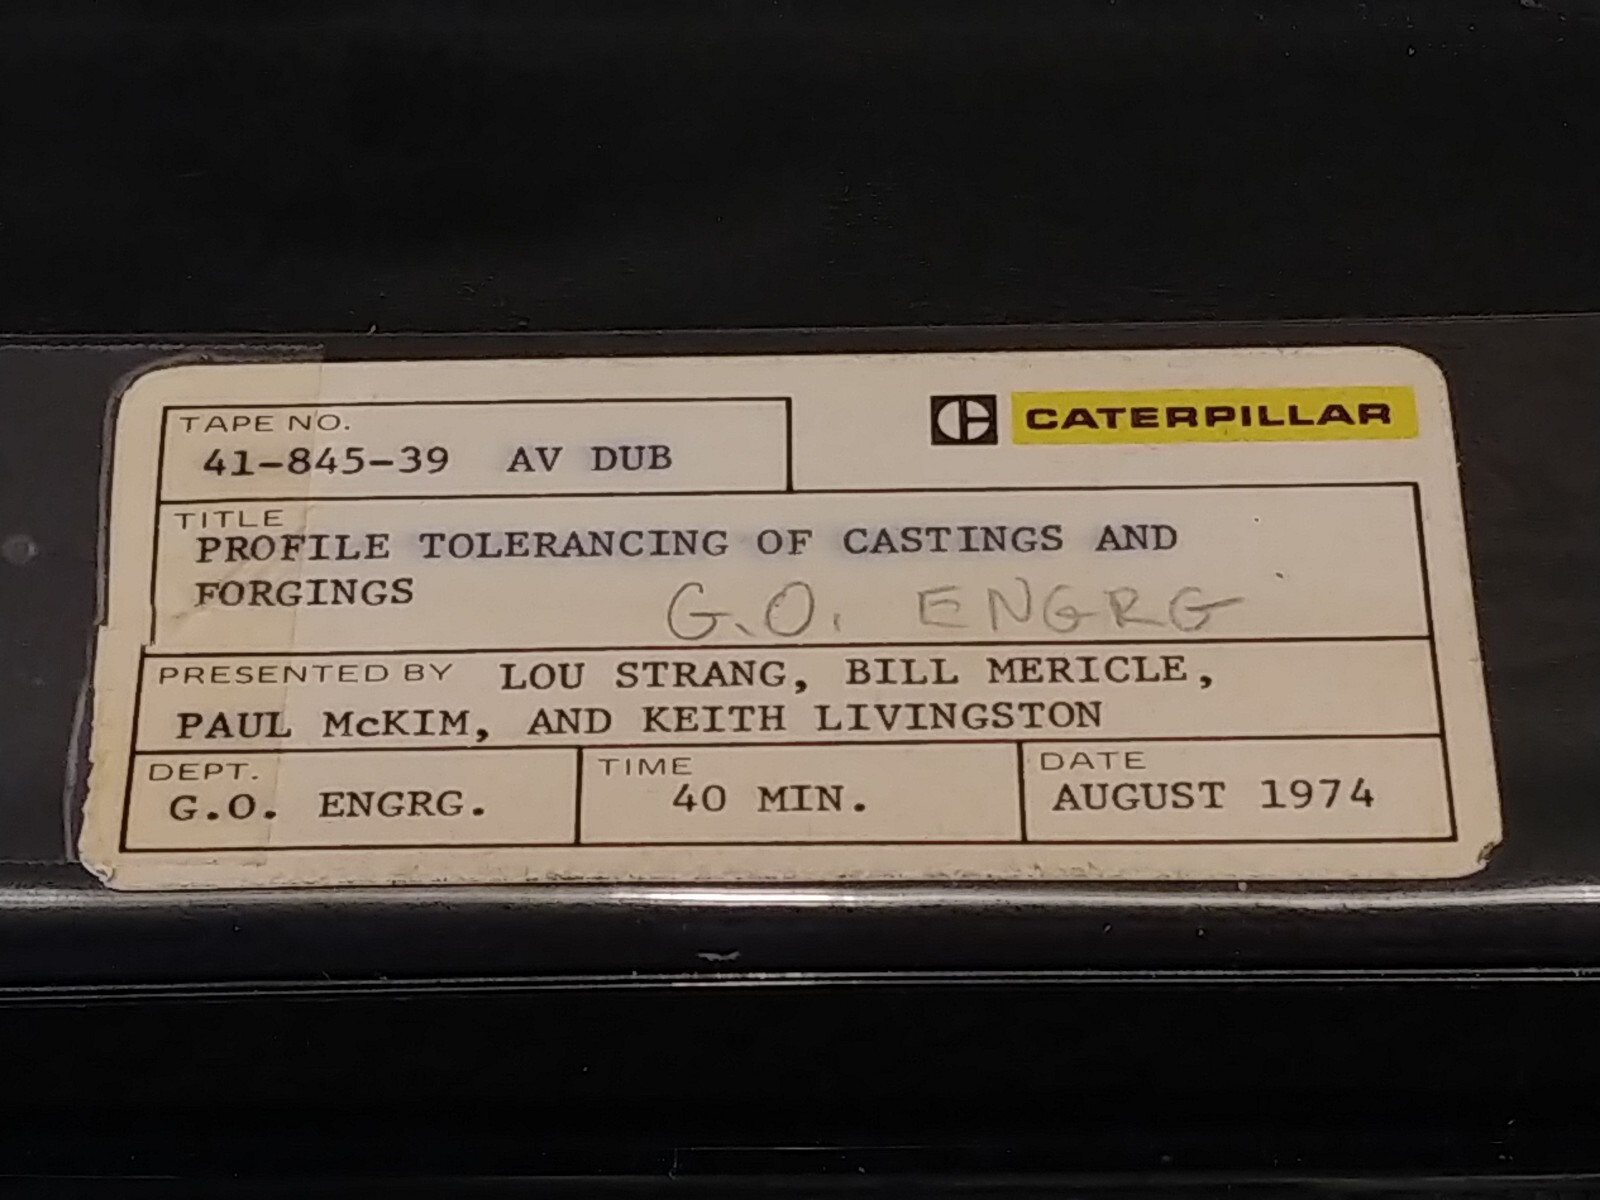 TAPE NO.
41-845-39 AV DUB
C CATERPILLAR
TITLE
PROFILE TOLERANCING OF CASTINGS AND
FORGINGS
G.O. ENGRG
PRESENTED BY LOU STRANG, BILL MERICLE,
PAUL McKIM, AND KEITH LIVINGSTON
DEPT.
G.O. ENGRG.
TIME
40 MIN.
DATE
AUGUST 1974